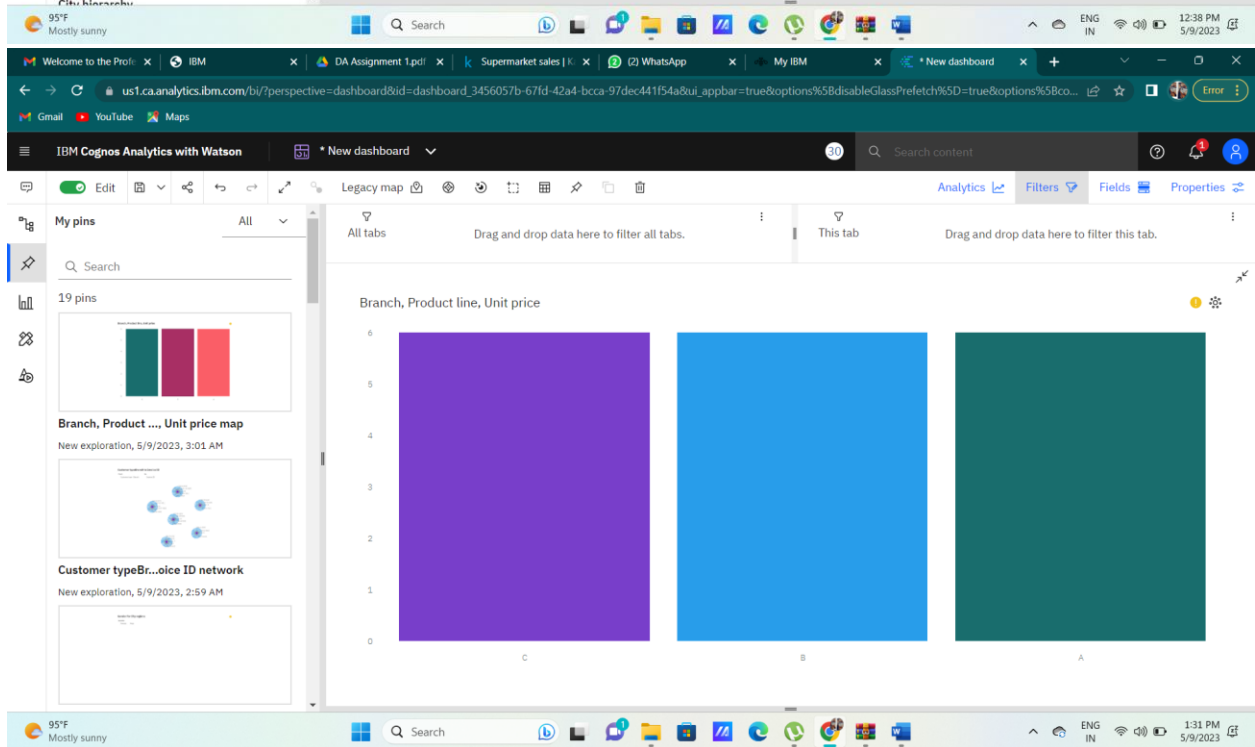 City hierarchy
95°F
Mostly sunny
Search
ENG
IN
12:38 PM
5/9/2023
Welcome to the Profe
IBM
DA Assignment 1.pdf
Supermarket sales | K
(2) WhatsApp
My IBM
* New dashboard
us1.ca.analytics.ibm.com/bi/?perspective=dashboard&id=dashboard_3456057b-67fd-42a4-bcca-97dec441f54a&ui_appbar=true&options%5BdisableGlassPrefetch%5D=true&options%5Bco...
Error
Gmail
YouTube
Maps
IBM Cognos Analytics with Watson
* New dashboard
30
Search content
Edit
Legacy map
Analytics
Filters
Fields
Properties
My pins
All
Search
19 pins
Branch, Product ..., Unit price map
New exploration, 5/9/2023, 3:01 AM
Customer typeBr...oice ID network
New exploration, 5/9/2023, 2:59 AM
All tabs
Drag and drop data here to filter all tabs.
This tab
Drag and drop data here to filter this tab.
Branch, Product line, Unit price
6
5
4
3
2
1
0
C
B
A
95°F
Mostly sunny
Search
ENG
IN
1:31 PM
5/9/2023